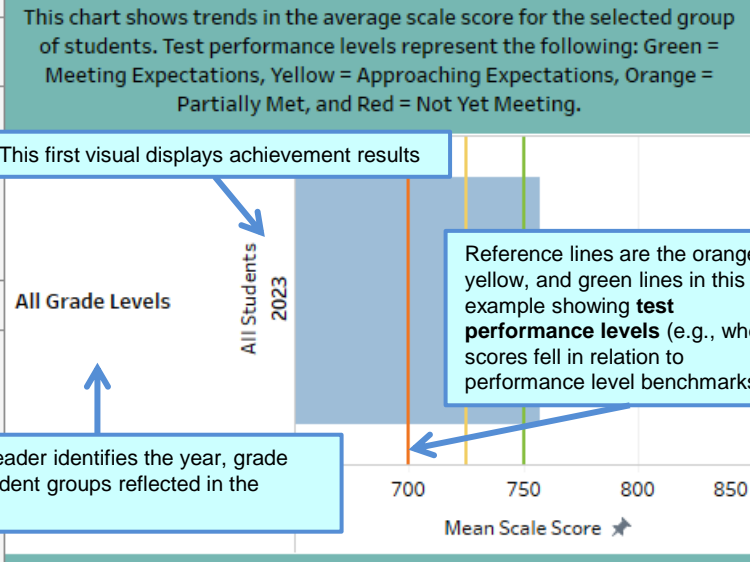 This chart shows trends in the average scale score for the selected group
of students. Test performance levels represent the following: Green =
Meeting Expectations, Yellow = Approaching Expectations, Orange =
Partially Met, and Red = Not Yet Meeting.
This first visual displays achievement results
All Grade Levels
All Students
2023
Reference lines are the orange
yellow, and green lines in this
example showing test
performance levels (e.g.,
scores fell in relation to
performance level benchmarks
eader identifies the year, grade
dent groups reflected in the
700 750 800 850
Mean Scale Score